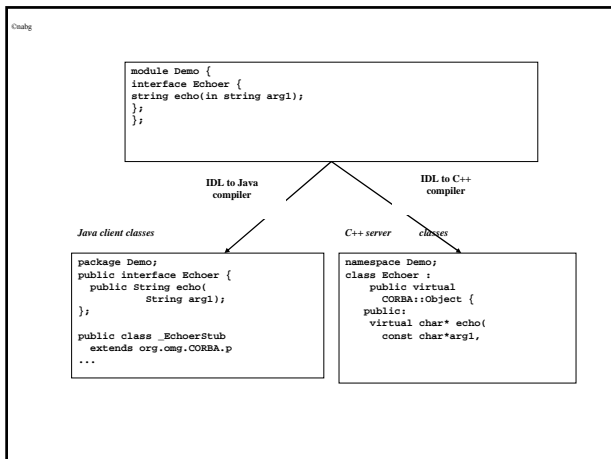 ©nabg
module Demo {
interface Echoer {
string echo(in string arg1);
};
};
IDL to Java
compiler
IDL to C++
compiler
Java client classes
C++ server classes
package Demo;
public interface Echoer {
public String echo(
String arg1);
};
public class _EchoerStub
extends org.omg.CORBA.p
...
namespace Demo;
class Echoer :
public virtual
CORBA::Object {
public:
virtual char* echo(
const char*arg1,